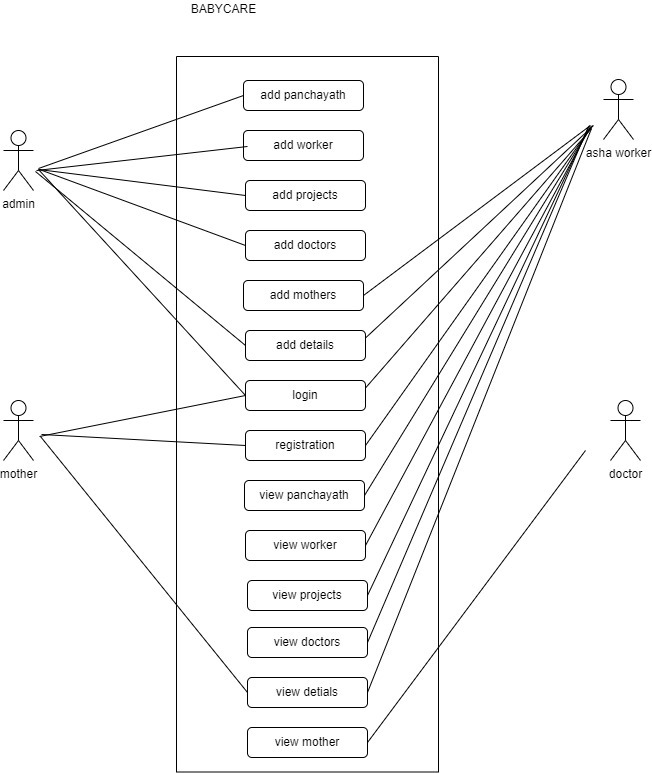 BABYCARE
add panchayath
add worker
asha worker
add projects
admin
add doctors
add mothers
add details
login
registration
mother
doctor
view panchayath
view worker
view projects
view doctors
view detials
view mother